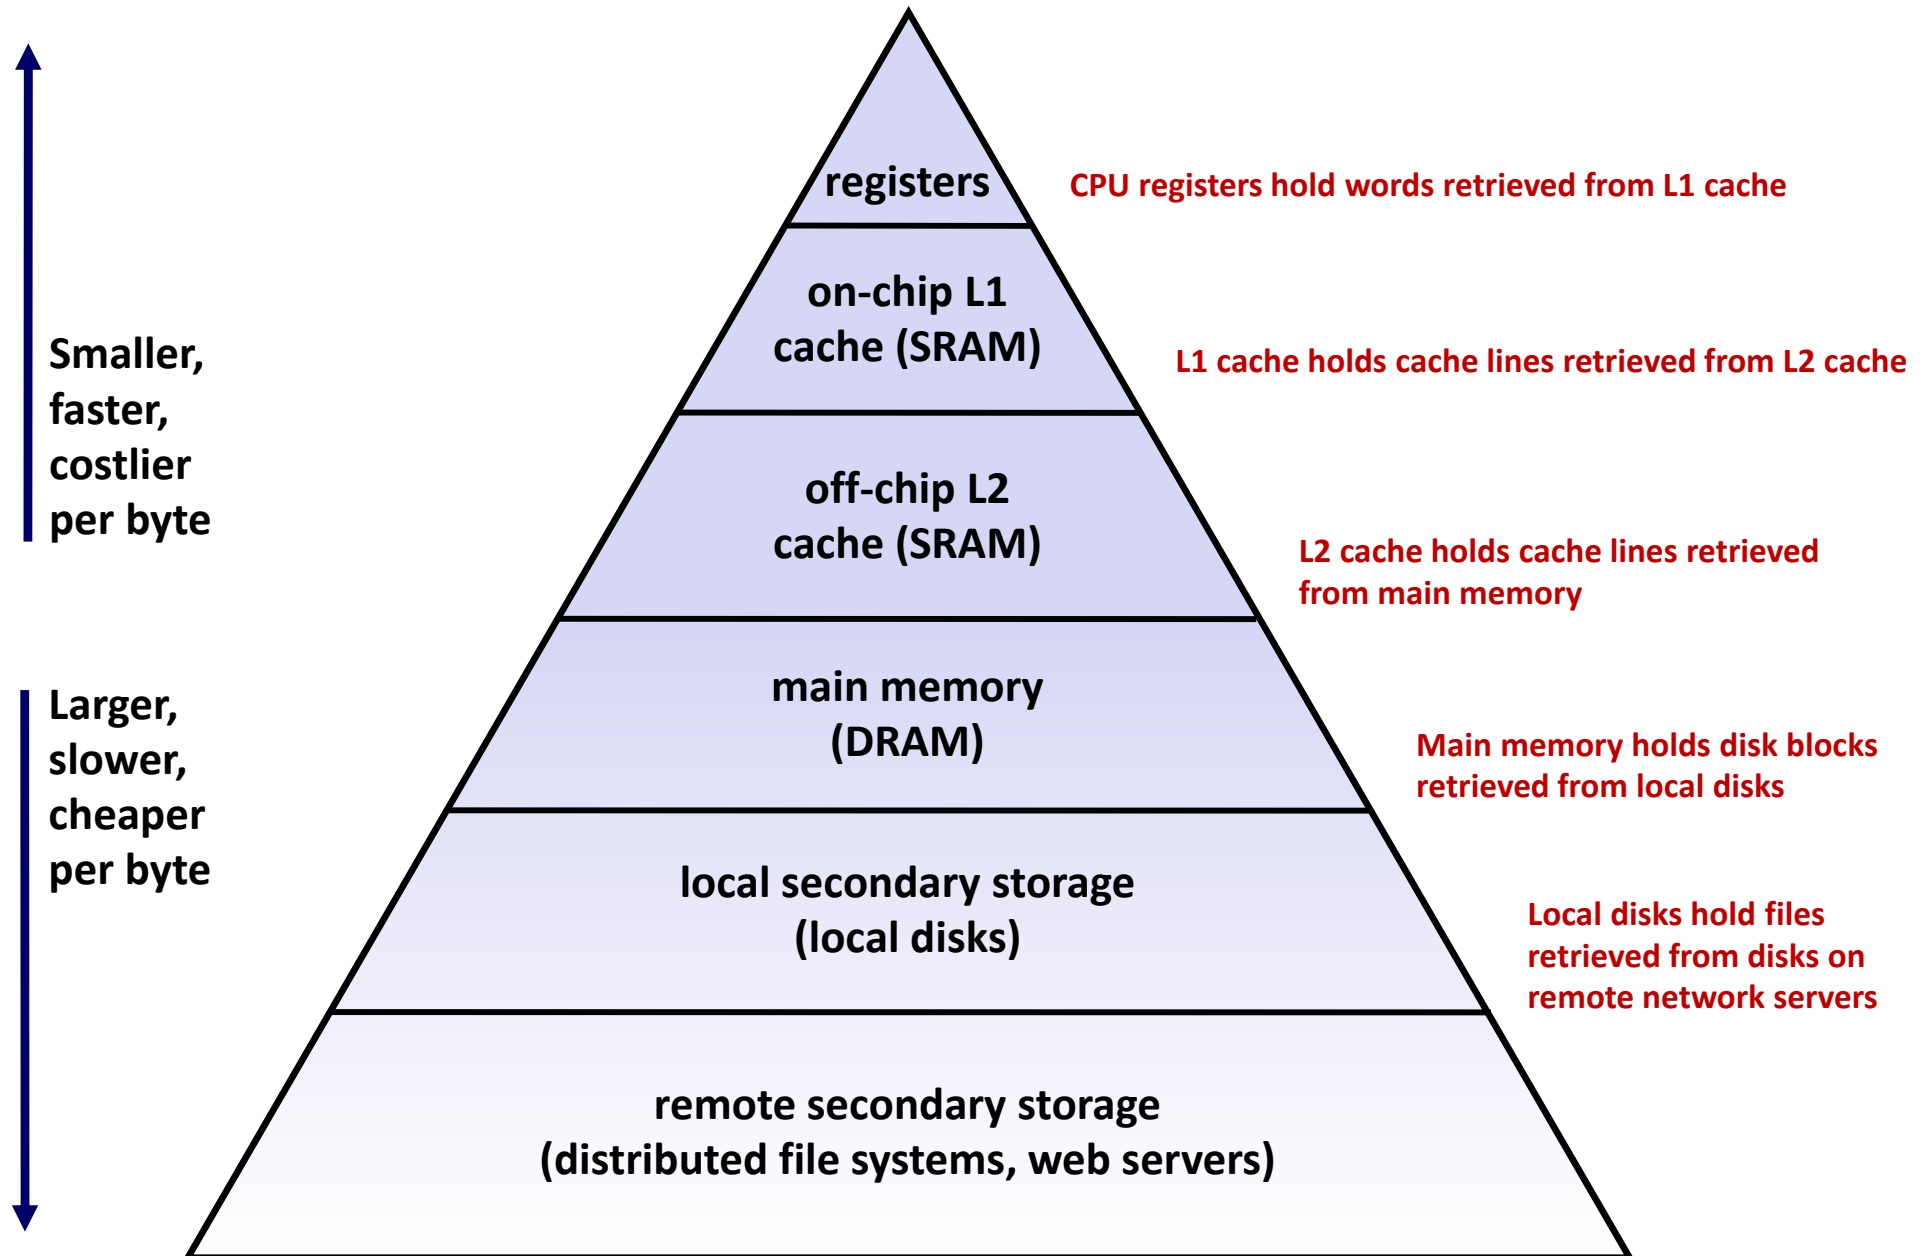 registers
CPU registers hold words retrieved from L1 cache
on-chip L1
cache (SRAM)
L1 cache holds cache lines retrieved from L2 cache
Smaller,
faster,
costlier
per byte
off-chip L2
cache (SRAM)
L2 cache holds cache lines retrieved
from main memory
Larger,
slower,
cheaper
per byte
main memory
(DRAM)
Main memory holds disk blocks
retrieved from local disks
local secondary storage
(local disks)
Local disks hold files
retrieved from disks on
remote network servers
remote secondary storage
(distributed file systems, web servers)